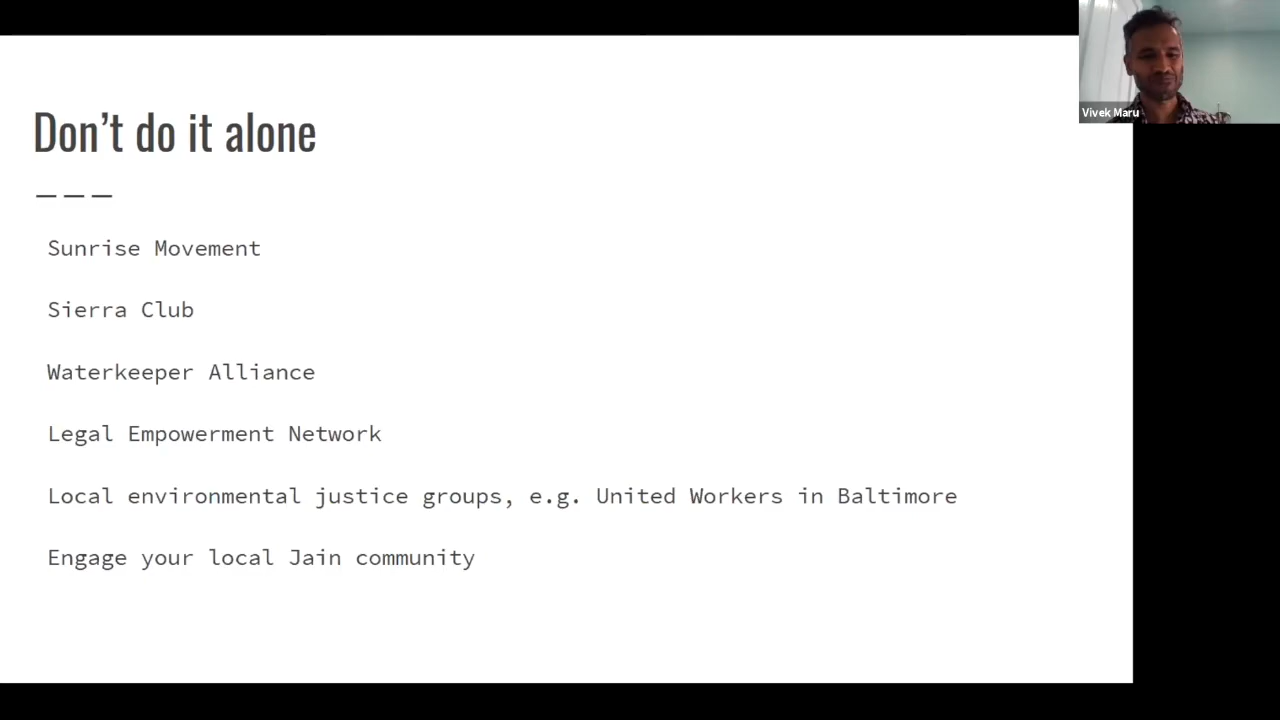 Vivek Maru
Don't do it alone
Sunrise Movement
Sierra Club
Waterkeeper Alliance
Legal Empowerment Network
Local environmental justice groups, e.g. United Workers in Baltimore
Engage your local Jain community